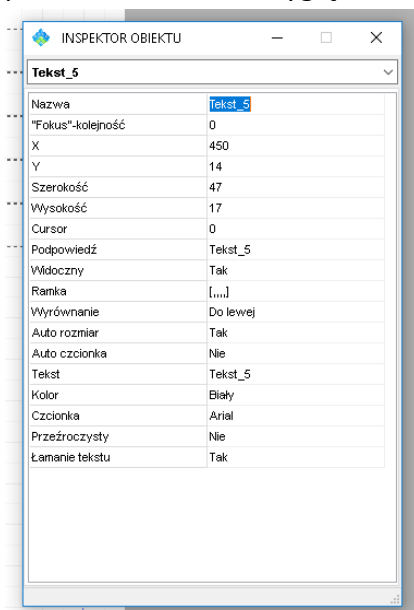 INSPEKTOR OBIEKTU
Tekst_5
Nazwa Tekst_5
"Fokus"-kolejność 0
X 450
Y 14
Szerokość 47
Wysokość 17
Cursor 0
Podpowiedź Tekst_5
Widoczny Tak
Ramka [,,,,]
Wyrównanie Do lewej
Auto rozmiar Tak
Auto czcionka Nie
Tekst Tekst_5
Kolor Biały
Czcionka Arial
Przeźroczysty Nie
Łamanie tekstu Tak